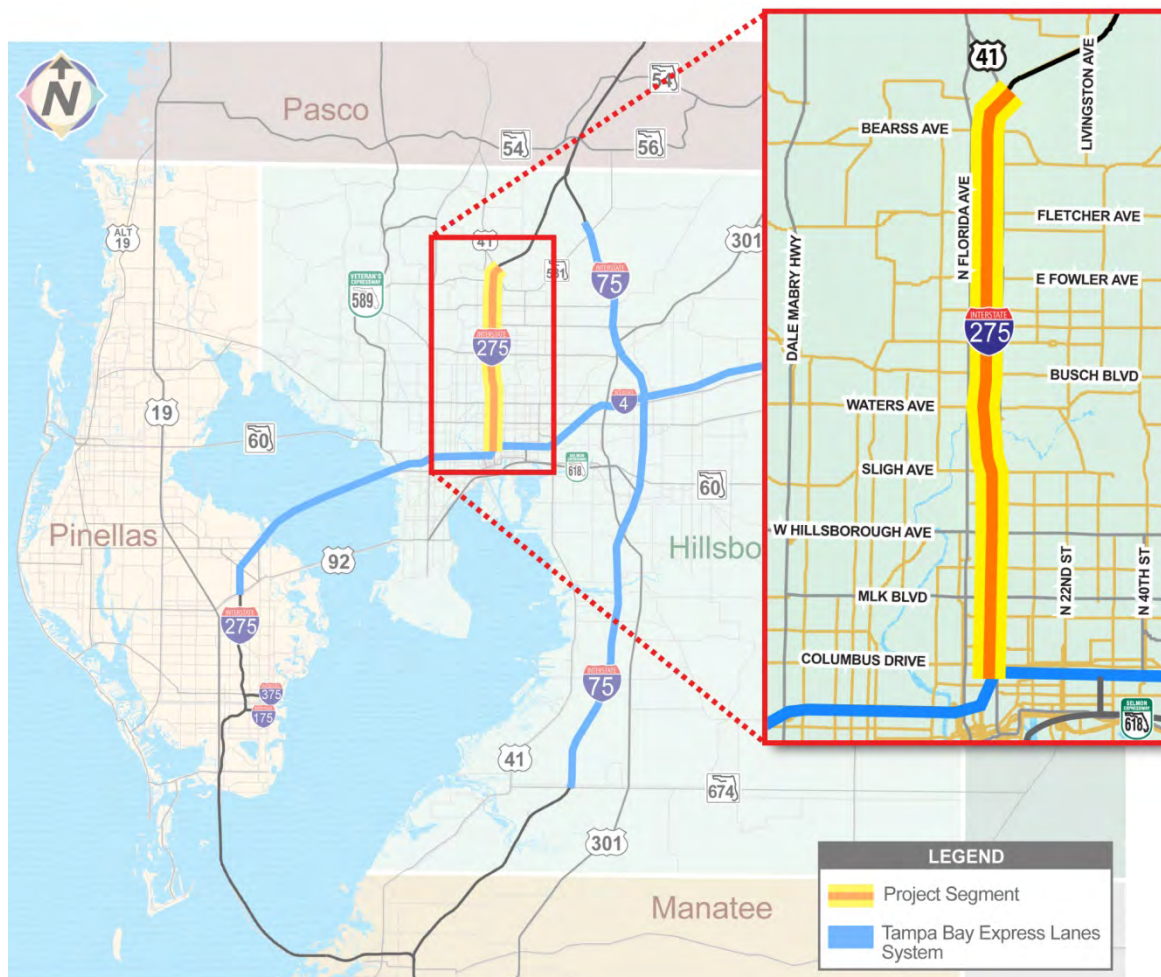 N
Pasco
54
54
56
ALT
19
41
301
581
VETERAN'S
EXPRESSWAY
589
INTERSTATE
75
INTERSTATE
275
19
60
4
SELMON
EXPRESSWAY
618
60
Pinellas
92
Hillsbo
INTERSTATE
275
375
175
INTERSTATE
75
41
674
301
Manatee
41
LIVINGSTON AVE
BEARSS AVE
N FLORIDA AVE
FLETCHER AVE
DALE MABRY HWY
E FOWLER AVE
INTERSTATE
275
BUSCH BLVD
WATERS AVE
SLIGH AVE
W HILLSBOROUGH AVE
N 22ND ST
N 40TH ST
MLK BLVD
COLUMBUS DRIVE
SELMON
EXPRESSWAY
618
LEGEND
Project Segment
Tampa Bay Express Lanes
System